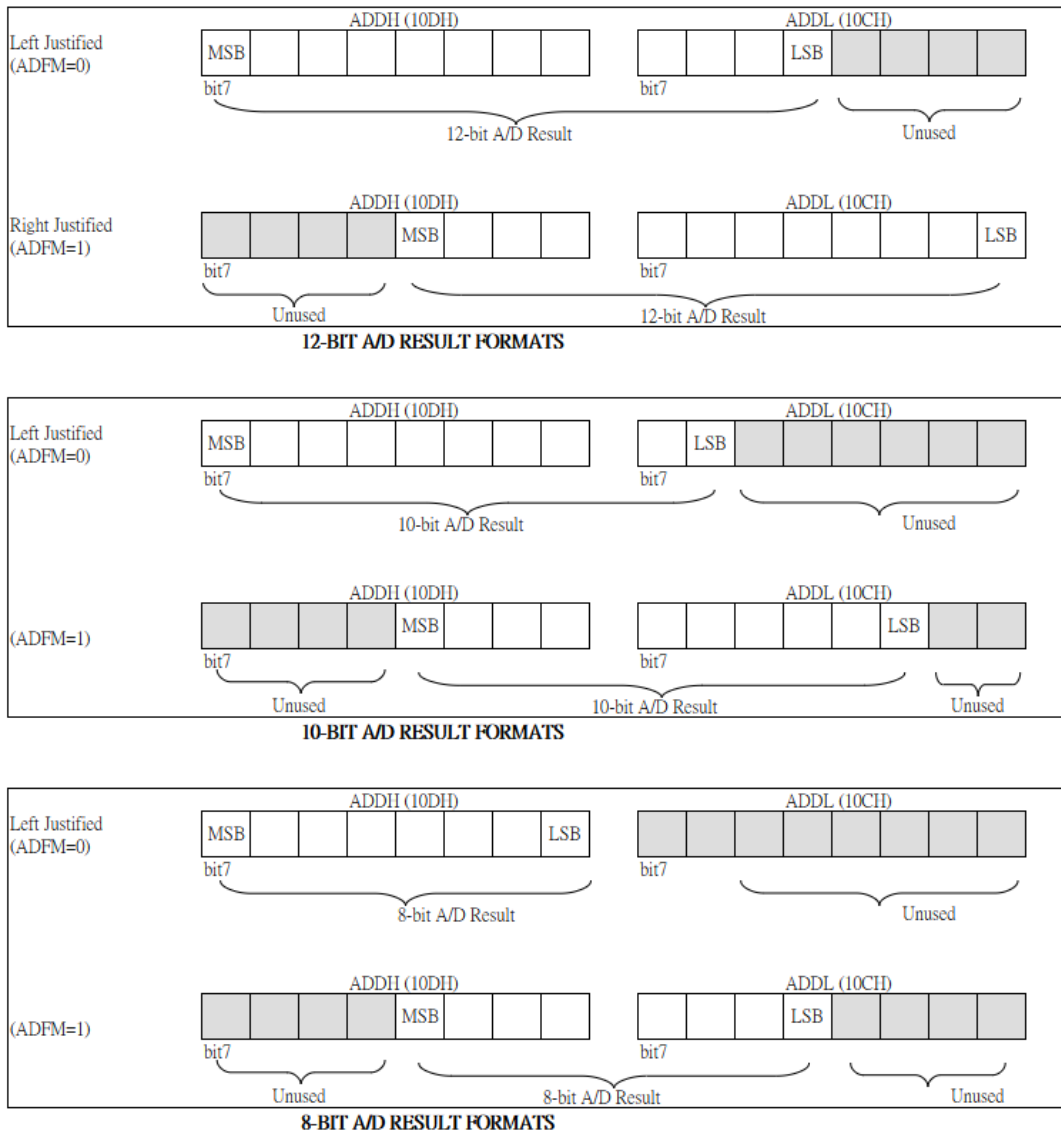 ADDH (10DH) ADDL (10CH)
Left Justified
(ADFM=0)
MSB LSB
bit7 bit7
12-bit A/D Result Unused
ADDH (10DH) ADDL (10CH)
Right Justified
(ADFM=1)
MSB LSB
bit7 bit7
Unused 12-bit A/D Result
12-BIT A/D RESULT FORMATS
ADDH (10DH) ADDL (10CH)
Left Justified
(ADFM=0)
MSB LSB
bit7 bit7
10-bit A/D Result Unused
ADDH (10DH) ADDL (10CH)
(ADFM=1)
MSB LSB
bit7 bit7
Unused 10-bit A/D Result Unused
10-BIT A/D RESULT FORMATS
ADDH (10DH) ADDL (10CH)
Left Justified
(ADFM=0)
MSB LSB
bit7 bit7
8-bit A/D Result Unused
ADDH (10DH) ADDL (10CH)
(ADFM=1)
MSB LSB
bit7 bit7
Unused 8-bit A/D Result Unused
8-BIT A/D RESULT FORMATS